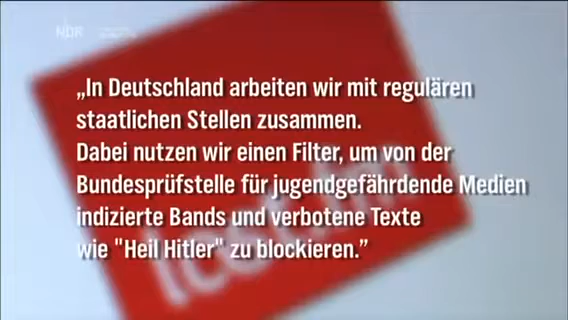 NDR
„In Deutschland arbeiten wir mit regulären
staatlichen Stellen zusammen.
Dabei nutzen wir einen Filter, um von der
Bundesprüfstelle für jugendgefährdende Medien
indizierte Bands und verbotene Texte
wie "Heil Hitler" zu blockieren.”